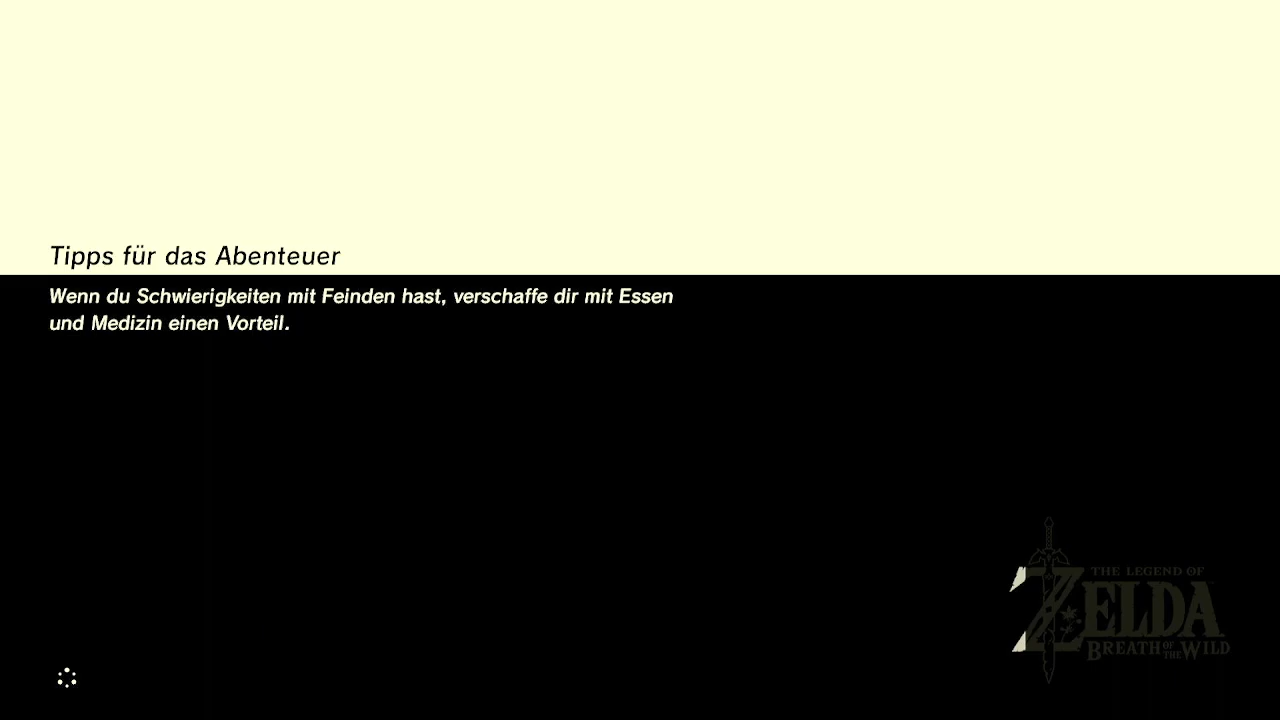 Tipps für das Abenteuer
Wenn du Schwierigkeiten mit Feinden hast, verschaffe dir mit Essen
und Medizin einen Vorteil.
THE LEGEND OF
ZELDA
BREATH OF THE WILD